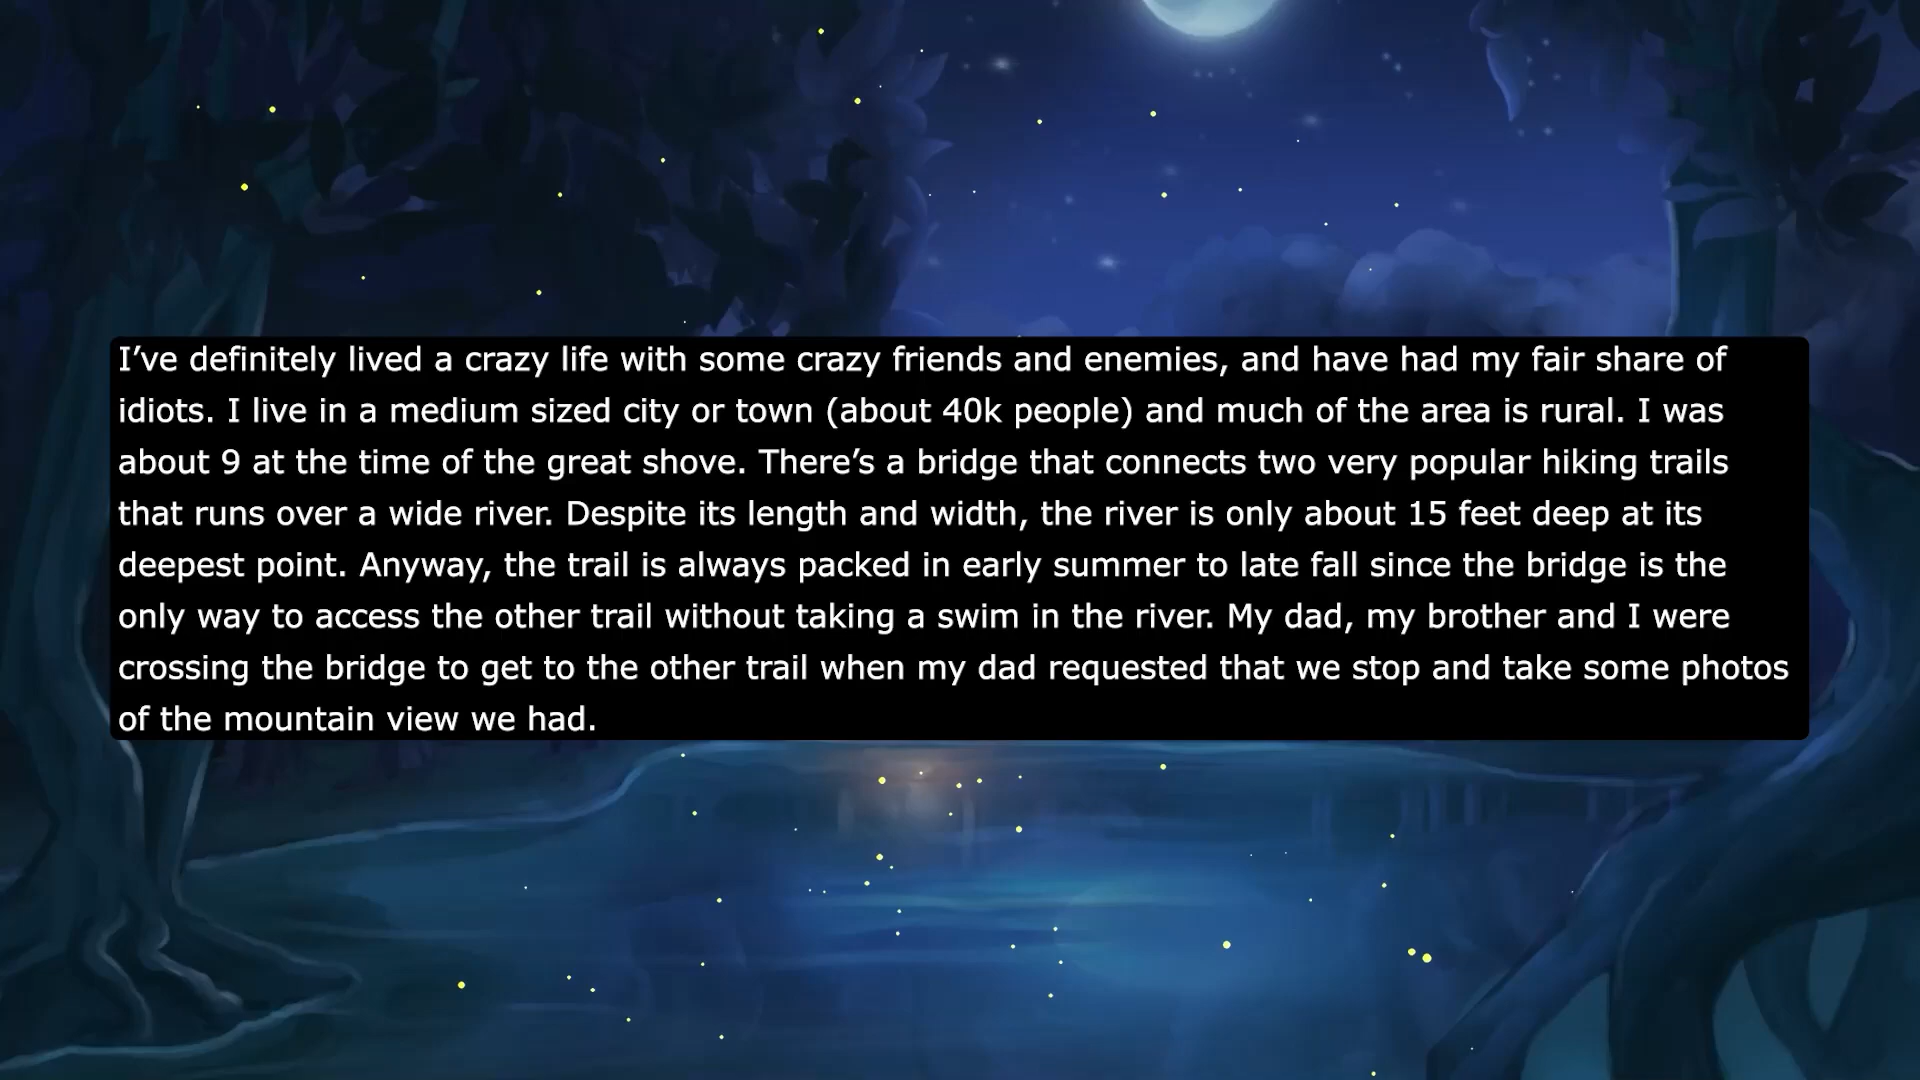 I’ve definitely lived a crazy life with some crazy friends and enemies, and have had my fair share of
idiots. I live in a medium sized city or town (about 40k people) and much of the area is rural. I was
about 9 at the time of the great shove. There’s a bridge that connects two very popular hiking trails
that runs over a wide river. Despite its length and width, the river is only about 15 feet deep at its
deepest point. Anyway, the trail is always packed in early summer to late fall since the bridge is the
only way to access the other trail without taking a swim in the river. My dad, my brother and I were
crossing the bridge to get to the other trail when my dad requested that we stop and take some photos
of the mountain view we had.